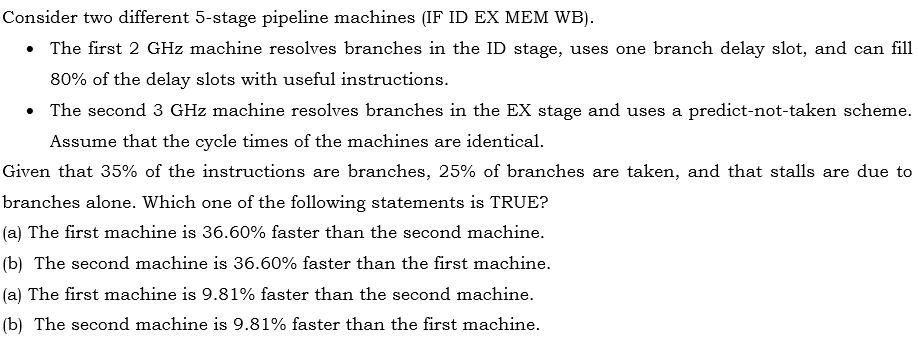 Consider two different 5-stage pipeline machines (IF ID EX MEM WB).
• The first 2 GHz machine resolves branches in the ID stage, uses one branch delay slot, and can fill
80% of the delay slots with useful instructions.
• The second 3 GHz machine resolves branches in the EX stage and uses a predict-not-taken scheme.
Assume that the cycle times of the machines are identical.
Given that 35% of the instructions are branches, 25% of branches are taken, and that stalls are due to
branches alone. Which one of the following statements is TRUE?
(a) The first machine is 36.60% faster than the second machine.
(b) The second machine is 36.60% faster than the first machine.
(a) The first machine is 9.81% faster than the second machine.
(b) The second machine is 9.81% faster than the first machine.